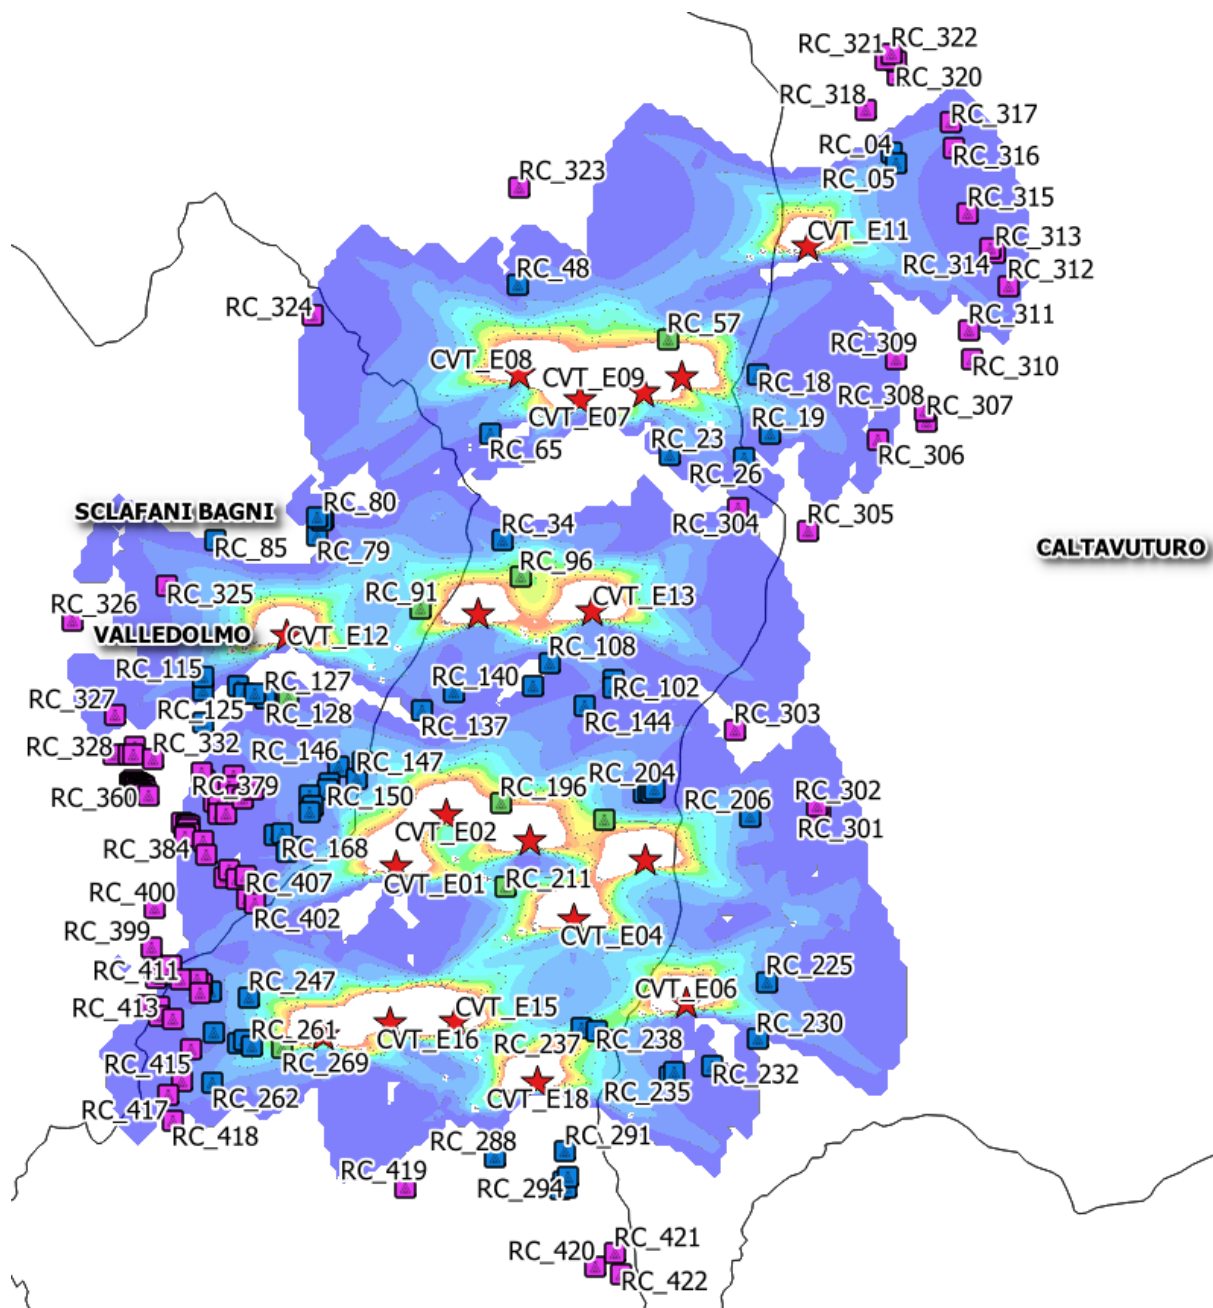 RC_322
RC_321
RC_320
RC_318
RC_317
RC_04
RC_316
RC_05
RC_323
RC_315
CVT_E11
RC_313
RC_314
RC_48
RC_312
RC_324
RC_57
RC_311
RC_309
CVT_E08
CVT_E09
RC_310
RC_18
RC_308
RC_307
CVT_E07
RC_19
RC_65
RC_23
RC_306
RC_26
RC_80
SCLAFANI BAGNI
RC_304
RC_305
RC_34
RC_85
RC_79
CALTAVUTURO
RC_96
RC_325
RC_91
CVT_E13
RC_326
VALLEDOLMO
CVT_E12
RC_108
RC_115
RC_127
RC_140
RC_102
RC_327
RC_125
RC_128
RC_137
RC_144
RC_303
RC_328
RC_332
RC_146
RC_147
RC_204
RC_379
RC_360
RC_150
RC_196
RC_206
RC_302
RC_301
CVT_E02
RC_384
RC_168
RC_407
CVT_E01
RC_211
RC_400
RC_402
RC_399
CVT_E04
RC_411
RC_247
RC_225
CVT_E06
RC_413
CVT_E15
RC_261
CVT_E16
RC_237
RC_238
RC_230
RC_415
RC_269
RC_232
RC_262
CVT_E18
RC_235
RC_417
RC_418
RC_288
RC_291
RC_419
RC_294
RC_421
RC_420
RC_422